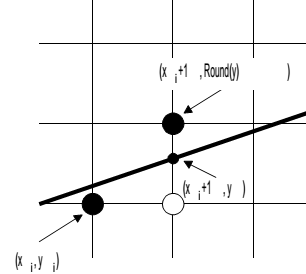 (x i+1 , Round(y) )
(x i+1 , y )
(x i, y i)